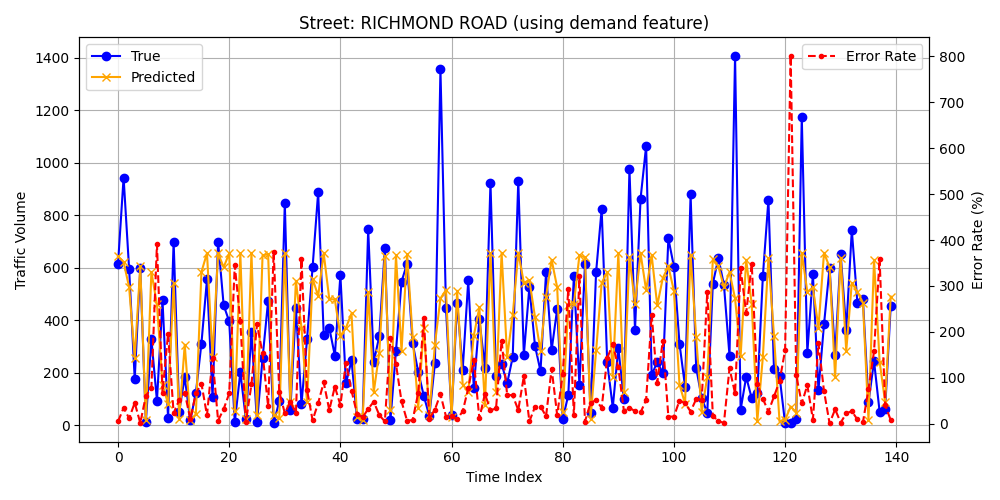 Street: RICHMOND ROAD (using demand feature)
True
Predicted
Error Rate
Traffic Volume
1400
1200
1000
800
600
400
200
0
800
700
600
500
400
300
200
100
0
Error Rate (%)
0 20 40 60 80 100 120 140
Time Index